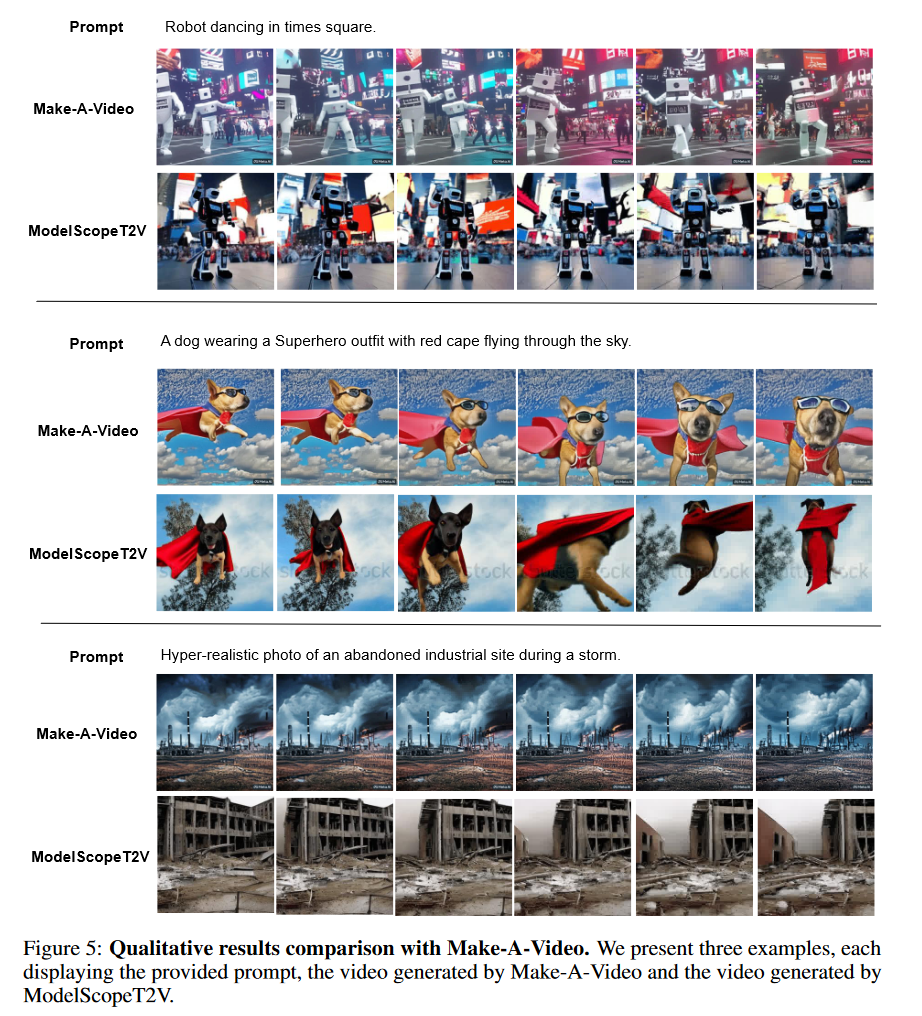 Prompt
Robot dancing in times square.
Make-A-Video
ModelScopeT2V
Prompt
A dog wearing a Superhero outfit with red cape flying through the sky.
Make-A-Video
ModelScopeT2V
Prompt
Hyper-realistic photo of an abandoned industrial site during a storm.
Make-A-Video
ModelScopeT2V
Figure 5: Qualitative results comparison with Make-A-Video. We present three examples, each
displaying the provided prompt, the video generated by Make-A-Video and the video generated by
ModelScopeT2V.